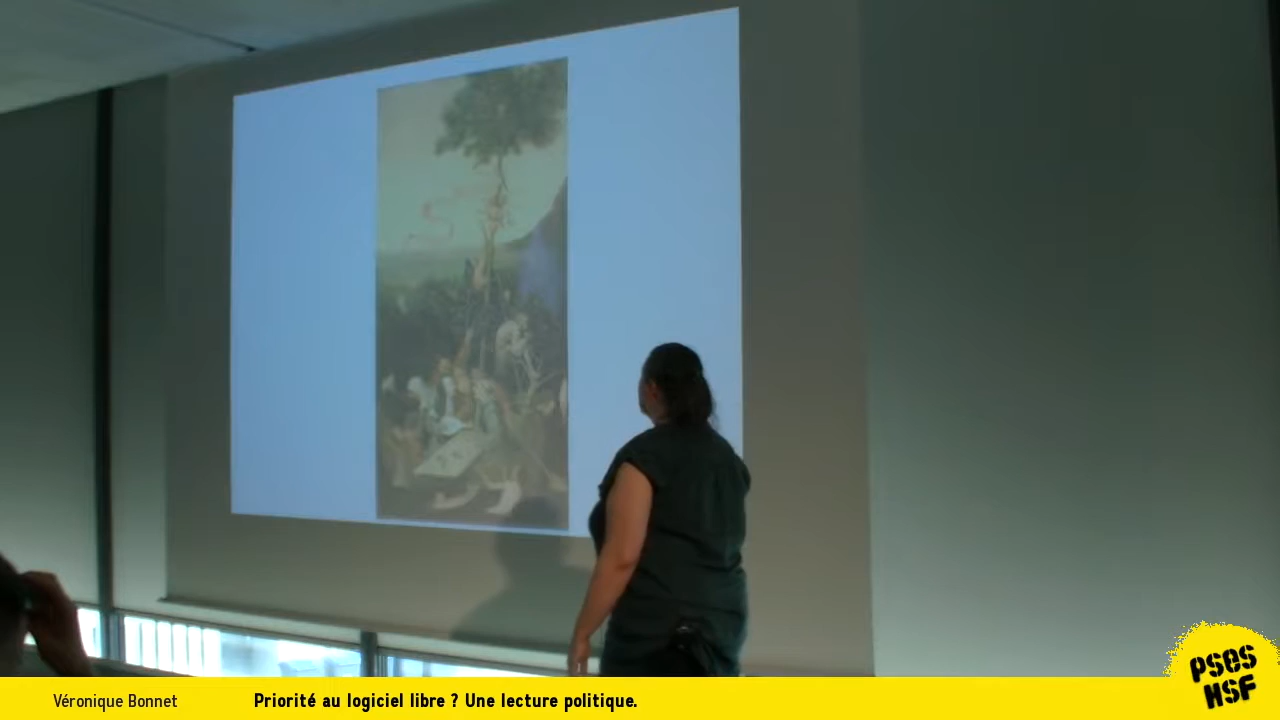 Véronique Bonnet
Priorité au logiciel libre ? Une lecture politique.
PSES
HSF